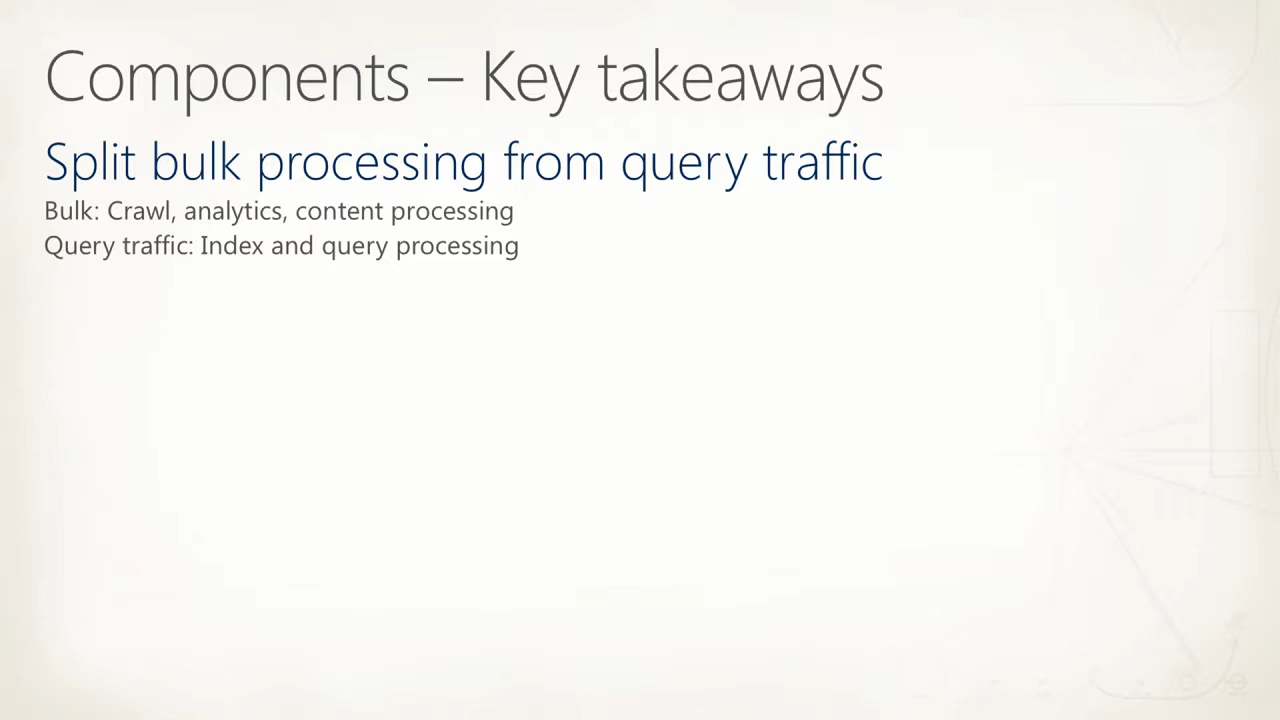 Components – Key takeaways
Split bulk processing from query traffic
Bulk: Crawl, analytics, content processing
Query traffic: Index and query processing